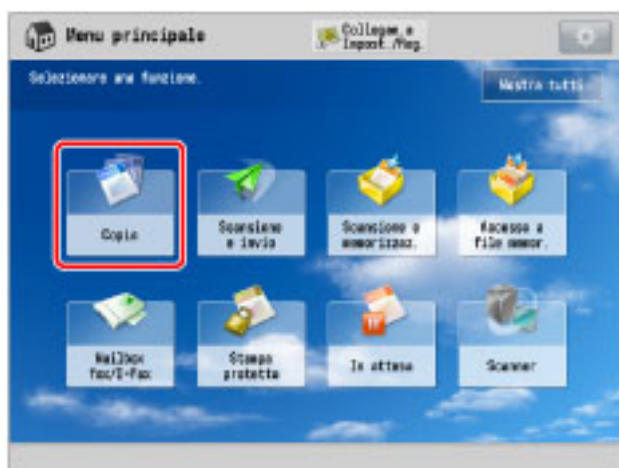 Menu principale
Collegam. a
Impost./Reg.
Selezionare una funzione.
Mostra tutti
Copia
Scansione
e invio
Scansione e
memorizzaz.
Accesso a
file memor.
Mailbox
fax/I-Fax
Stampa
protetta
In attesa
Scanner